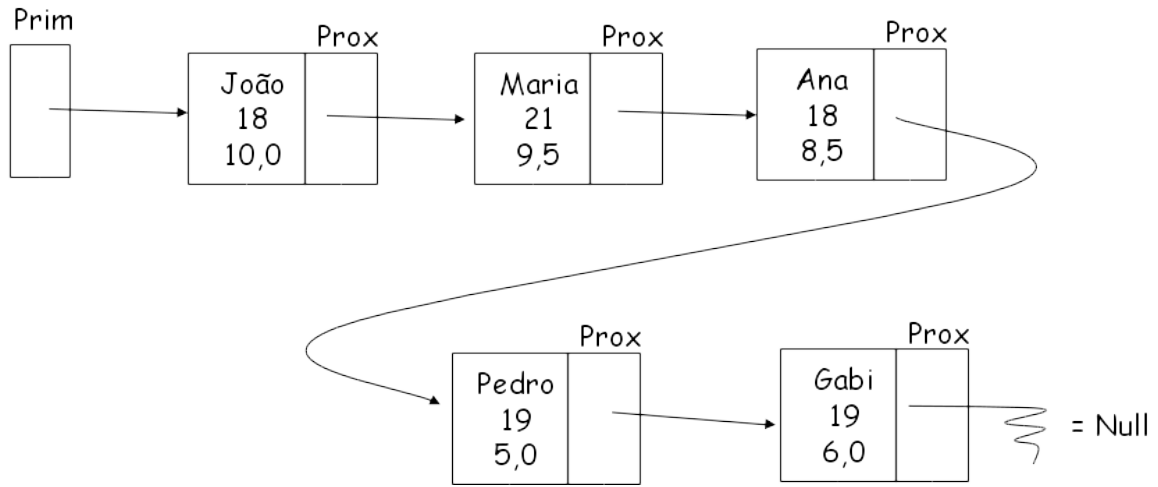 Prim
Prox
João
18
10,0
Prox
Maria
21
9,5
Prox
Ana
18
8,5
Prox
Pedro
19
5,0
Prox
Gabi
19
6,0
= Null